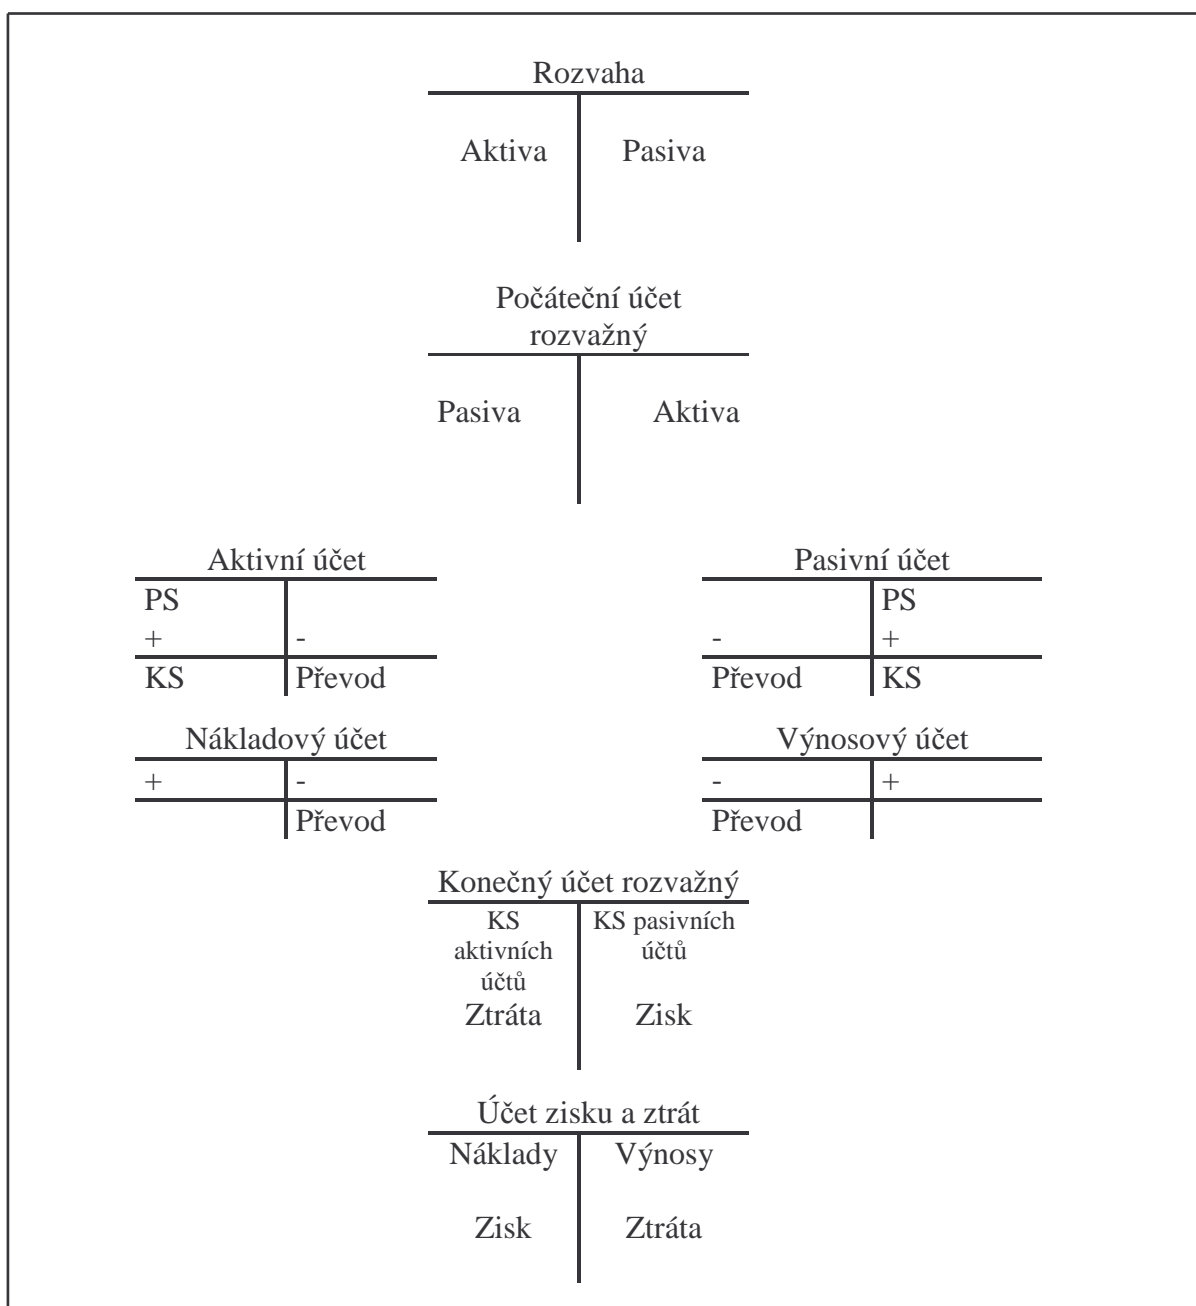 Rozvaha
Aktiva Pasiva
Počáteční účet
rozvažný
Pasiva Aktiva
Aktivní účet
PS
+ -
KS Převod
Pasivní účet
PS
- +
Převod KS
Nákladový účet
+ -
Převod
Výnosový účet
- +
Převod
Konečný účet rozvažný
KS
aktivních
účtů
Ztráta
KS pasivních
účtů
Zisk
Účet zisku a ztrát
Náklady Výnosy
Zisk Ztráta